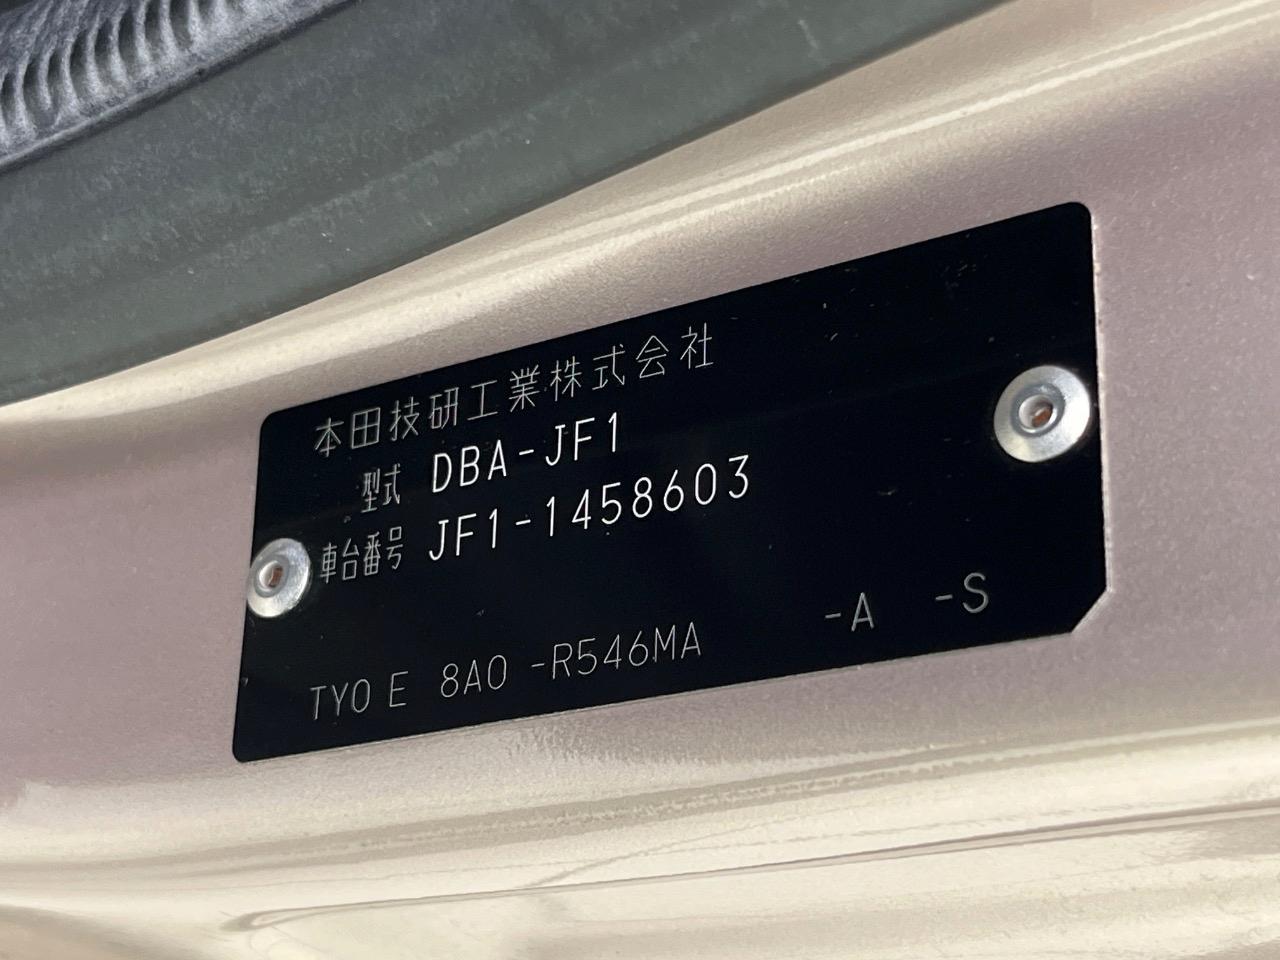 本田技研工業株式会社
型式 DBA-JF1
車台番号 JF1-1458603
TYO E 8A0 -R546MA -A -S